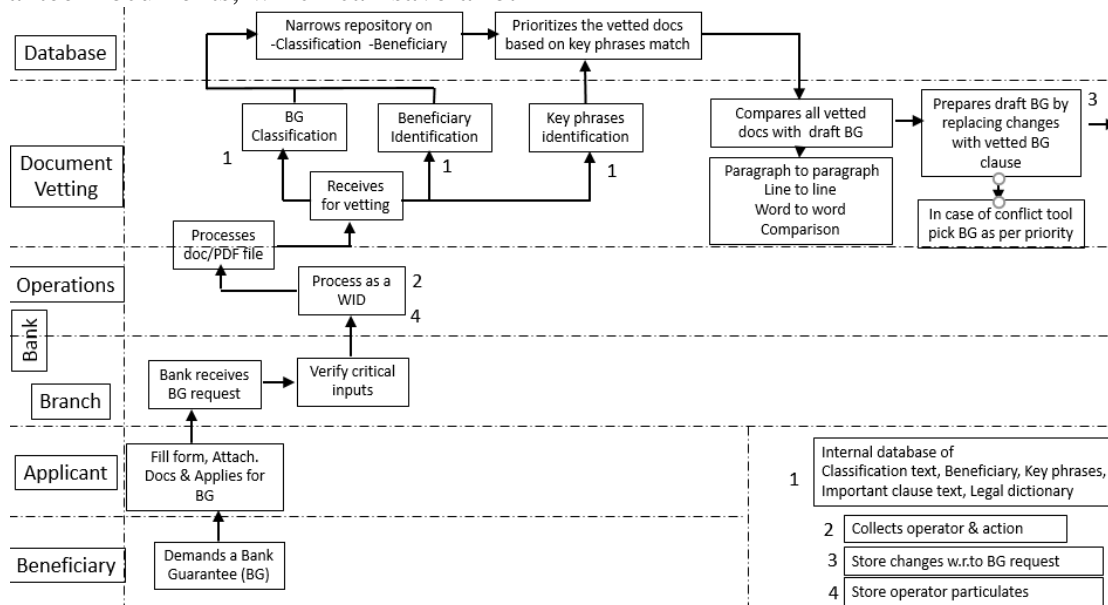 Narrows repository on
-Classification -Beneficiary
Prioritizes the vetted docs
based on key phrases match
Database
BG
Classification
Beneficiary
Identification
Key phrases
identification
Compares all vetted
docs with draft BG
Prepares draft BG by
replacing changes
with vetted BG
clause
3
1
1
1
Document
Vetting
Receives
for vetting
Paragraph to paragraph
Line to line
Word to word
Comparison
In case of conflict tool
pick BG as per priority
Processes
doc/PDF file
Operations
Process as a
WID
2
4
Bank
Branch
Bank receives
BG request
Verify critical
inputs
Applicant
Fill form, Attach.
Docs & Applies for
BG
1
Internal database of
Classification text, Beneficiary, Key phrases,
Important clause text, Legal dictionary
2
Collects operator & action
Beneficiary
Demands a Bank
Guarantee (BG)
3
Store changes w.r.to BG request
4
Store operator particulates